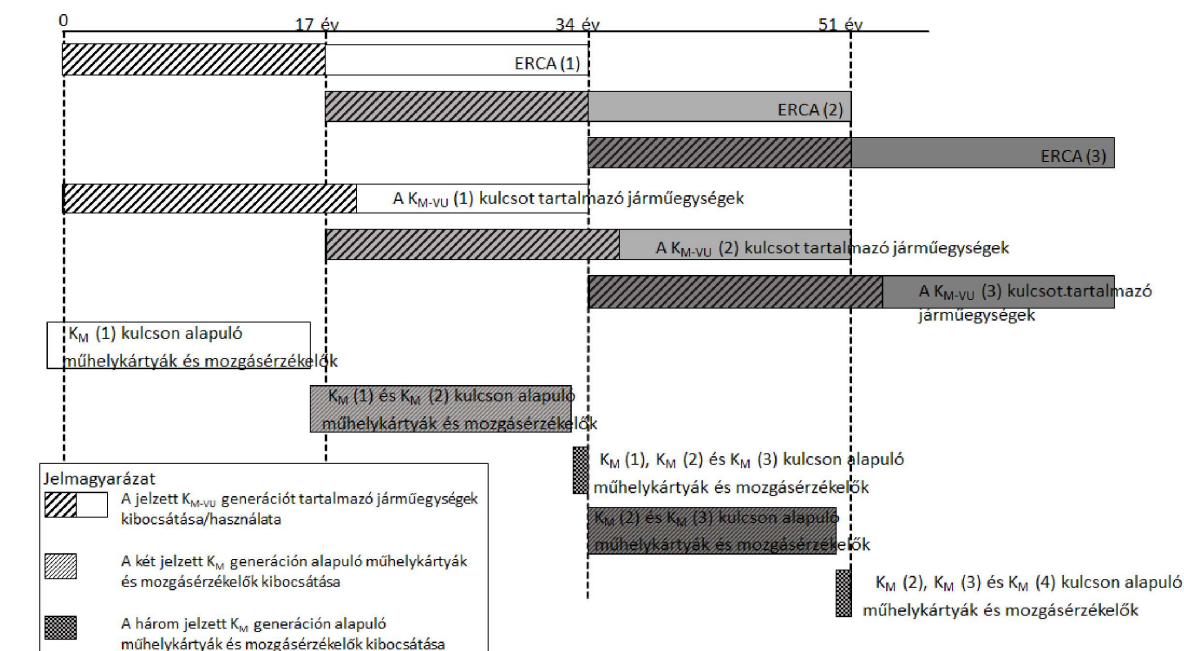 0
17 év
34 év
51 év
ERCA (1)
ERCA (2)
ERCA (3)
A KM-VU (1) kulcsot tartalmazó járműegységek
A KM-VU (2) kulcsot tartalmazó járműegységek
A KM-VU (3) kulcsot tartalmazó
járműegységek
KM (1) kulcson alapuló
műhelykártyák és mozgásérzékelők
KM (1) és KM (2) kulcson alapuló
műhelykártyák és mozgásérzékelők
KM (1), KM (2) és KM (3) kulcson alapuló
műhelykártyák és mozgásérzékelők
KM (2) és KM (3) kulcson alapuló
műhelykártyák és mozgásérzékelők
KM (2), KM (3) és KM (4) kulcson alapuló
műhelykártyák és mozgásérzékelők
Jelmagyarázat
A jelzett KM-VU generációt tartalmazó járműegységek
kibocsátása/használata
A két jelzett KM generáción alapuló műhelykártyák
és mozgásérzékelők kibocsátása
A három jelzett KM generáción alapuló
műhelykártyák és mozgásérzékelők kibocsátása